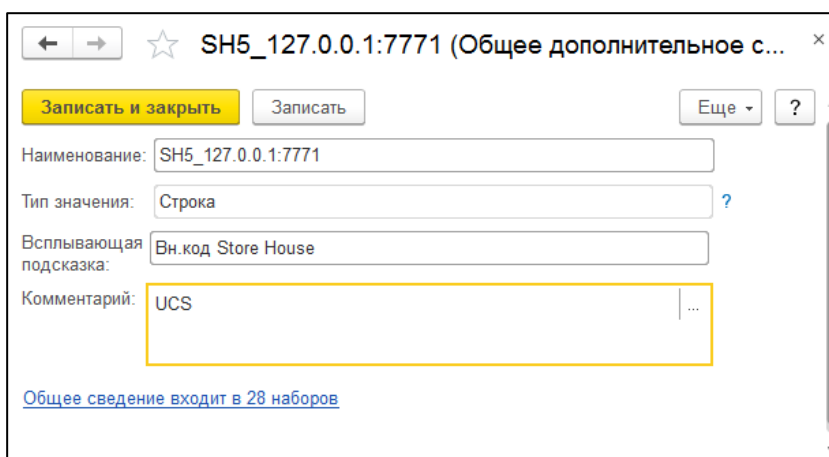 SH5_127.0.0.1:7771 (Общее дополнительное с... ×
Записать и закрыть Записать Еще ?
Наименование: SH5_127.0.0.1:7771
Тип значения: Строка ?
Всплывающая
подсказка: Вн.код Store House
Комментарий: UCS ...
Общее сведение входит в 28 наборов